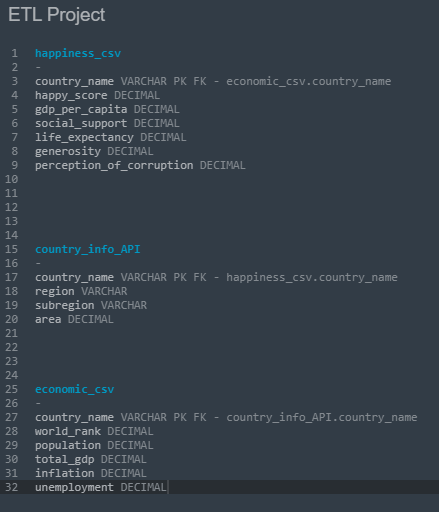 ETL Project
1 happiness_csv
2 -
3 country_name VARCHAR PK FK - economic_csv.country_name
4 happy_score DECIMAL
5 gdp_per_capita DECIMAL
6 social_support DECIMAL
7 life_expectancy DECIMAL
8 generosity DECIMAL
9 perception_of_corruption DECIMAL
10
11
12
13
14
15 country_info_API
16 -
17 country_name VARCHAR PK FK - happiness_csv.country_name
18 region VARCHAR
19 subregion VARCHAR
20 area DECIMAL
21
22
23
24
25 economic_csv
26 -
27 country_name VARCHAR PK FK - country_info_API.country_name
28 world_rank DECIMAL
29 population DECIMAL
30 total_gdp DECIMAL
31 inflation DECIMAL
32 unemployment DECIMAL